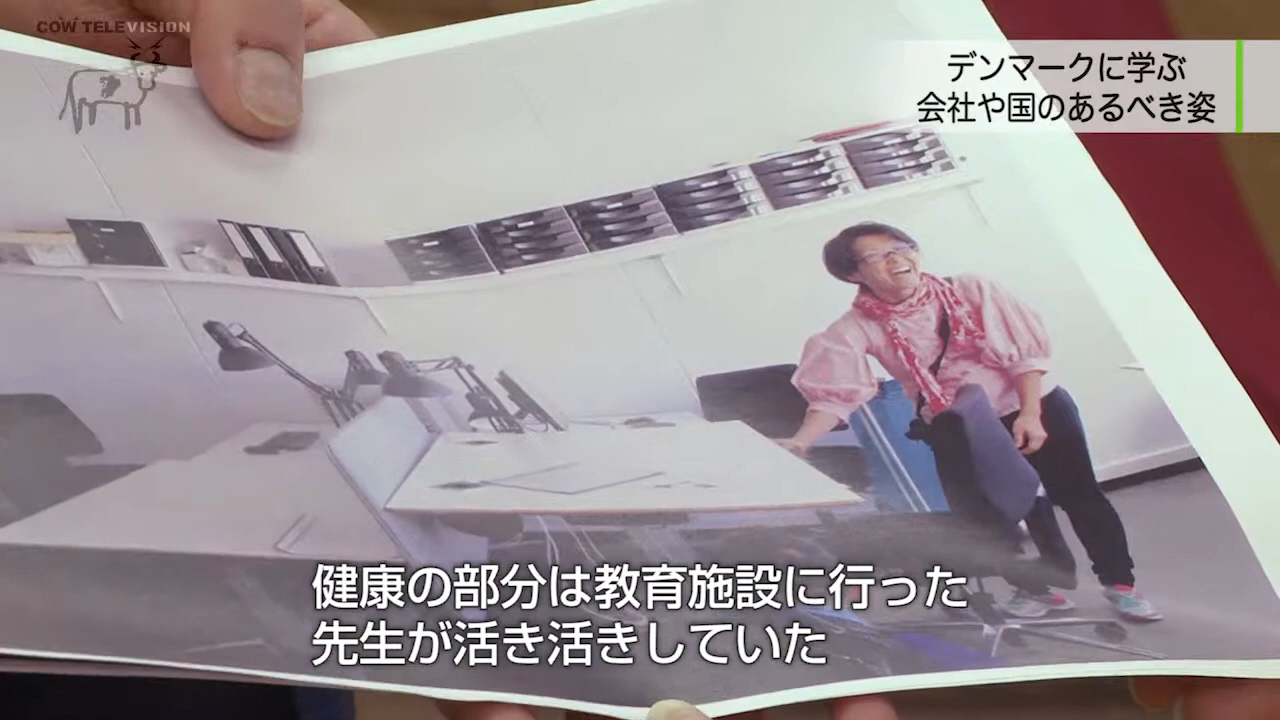 COW TELEVISION
デンマークに学ぶ
会社や国のあるべき姿
健康の部分は教育施設に行った
先生が活き活きしていた